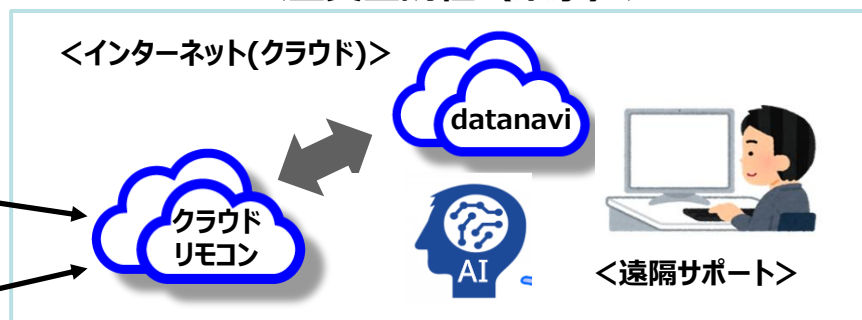 <インターネット(クラウド)>
datanavi
クラウド
リモコン
AI
<遠隔サポート>